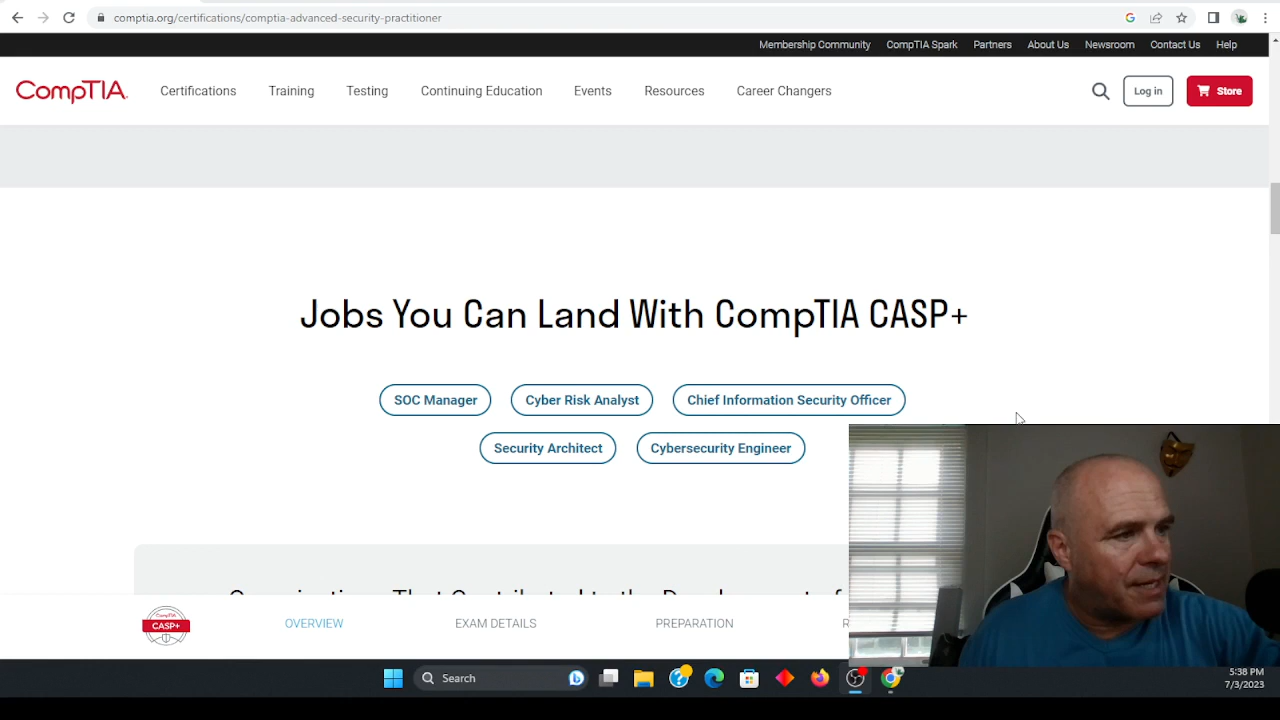 comptia.org/certifications/comptia-advanced-security-practitioner
Membership Community CompTIA Spark Partners About Us Newsroom Contact Us Help
CompTIA. Certifications Training Testing Continuing Education Events Resources Career Changers Log in Store
Jobs You Can Land With CompTIA CASP+
SOC Manager Cyber Risk Analyst Chief Information Security Officer
Security Architect Cybersecurity Engineer
CompTIA
CASP+
OVERVIEW EXAM DETAILS PREPARATION
Search
5:38 PM
7/3/2023